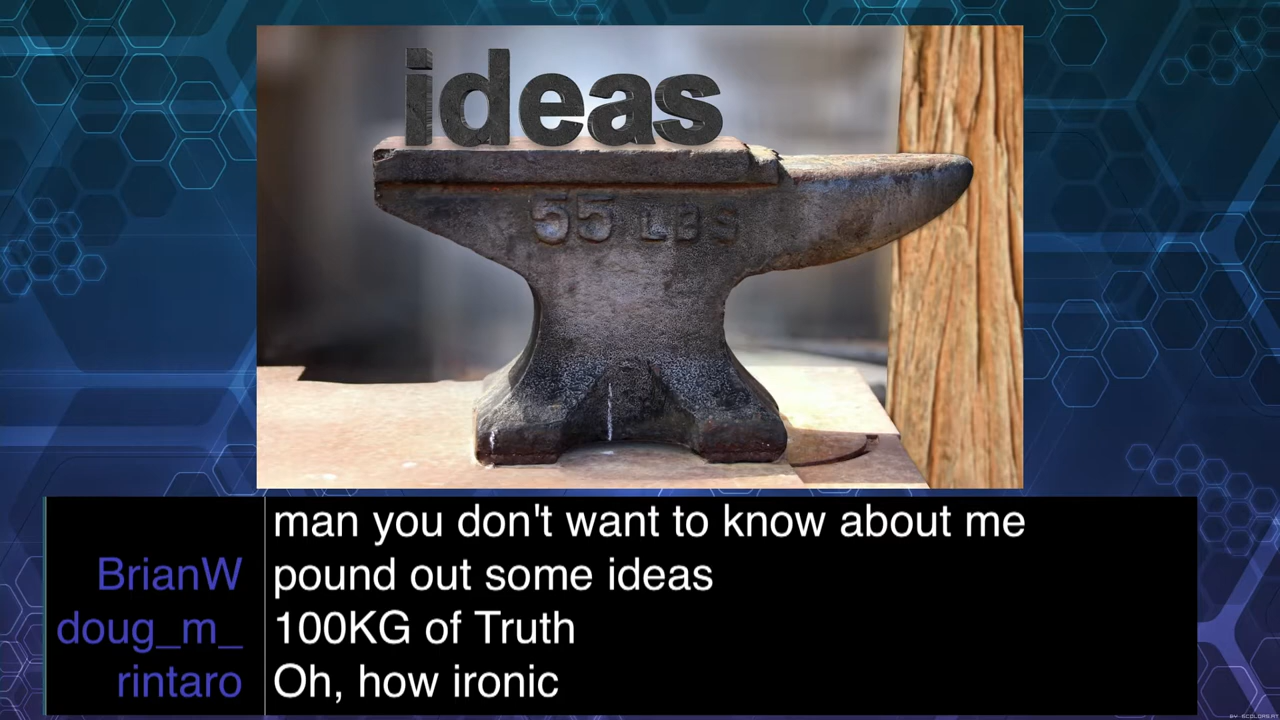 ideas
55 LBS
man you don't want to know about me
BrianW pound out some ideas
doug_m_ 100KG of Truth
rintaro Oh, how ironic